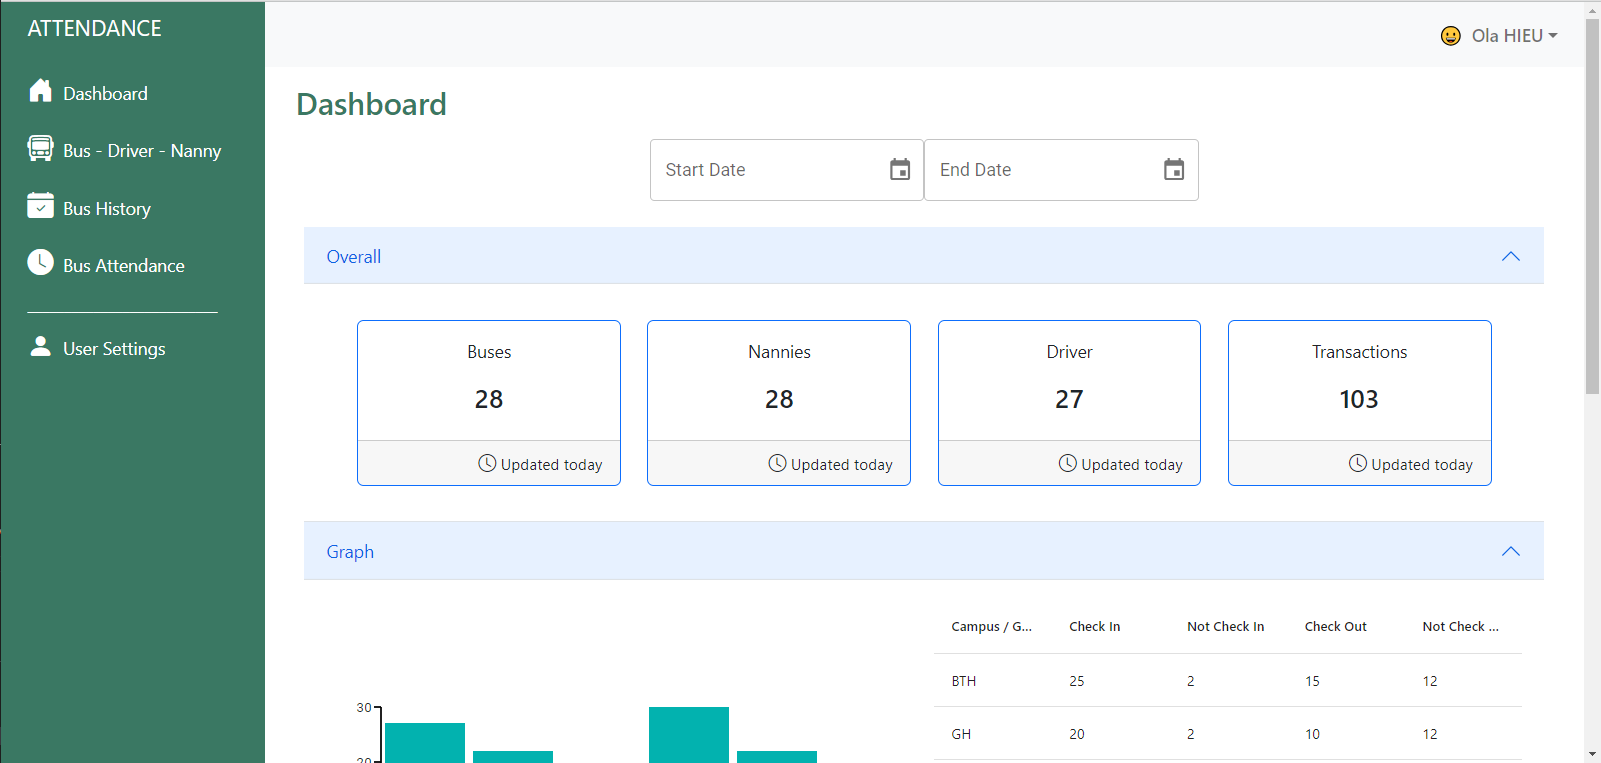 ATTENDANCE
Ola HIEU
Dashboard
Bus - Driver - Nanny
Bus History
Bus Attendance
User Settings
Dashboard
Start Date
End Date
Overall
Buses
28
Updated today
Nannies
28
Updated today
Driver
27
Updated today
Transactions
103
Updated today
Graph
30
20
Campus / G... Check In Not Check In Check Out Not Check ...
BTH 25 2 15 12
GH 20 2 10 12